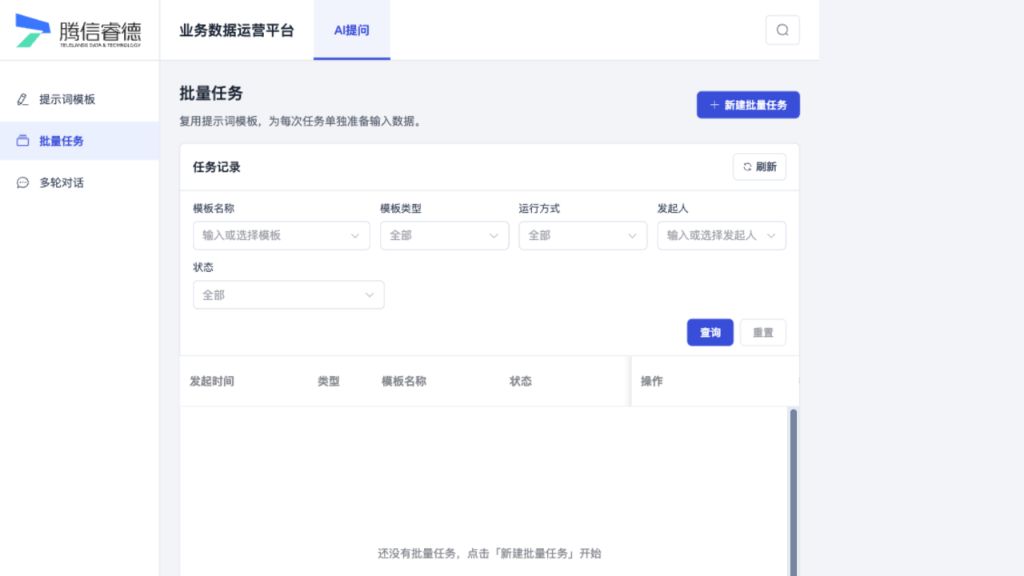 腾信睿德
TRUELANDS DATA & TECHNOLOGY
业务数据运营平台
AI提问
提示词模板
批量任务
多轮对话
批量任务
复用提示词模板，为每次任务单独准备输入数据。
新建批量任务
任务记录
刷新
模板名称
模板类型
运行方式
发起人
输入或选择模板
全部
全部
输入或选择发起人
状态
全部
查询
重置
发起时间
类型
模板名称
状态
操作
还没有批量任务，点击「新建批量任务」开始